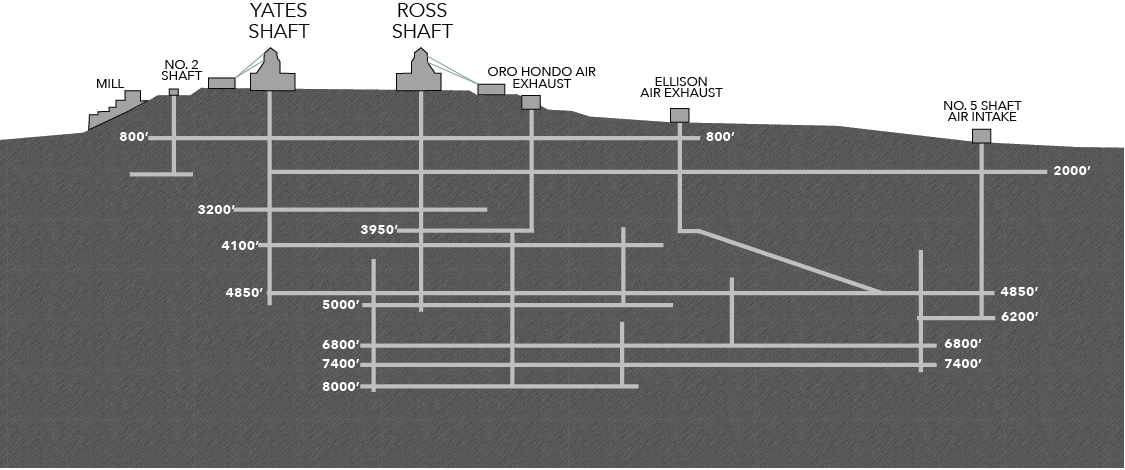 YATES
SHAFT
ROSS
SHAFT
NO. 2
SHAFT
MILL
ORO HONDO AIR
EXHAUST
ELLISON
AIR EXHAUST
NO. 5 SHAFT
AIR INTAKE
800′
800′
2000′
3200′
3950′
4100′
4850′
4850′
5000′
6200′
6800′
6800′
7400′
7400′
8000′